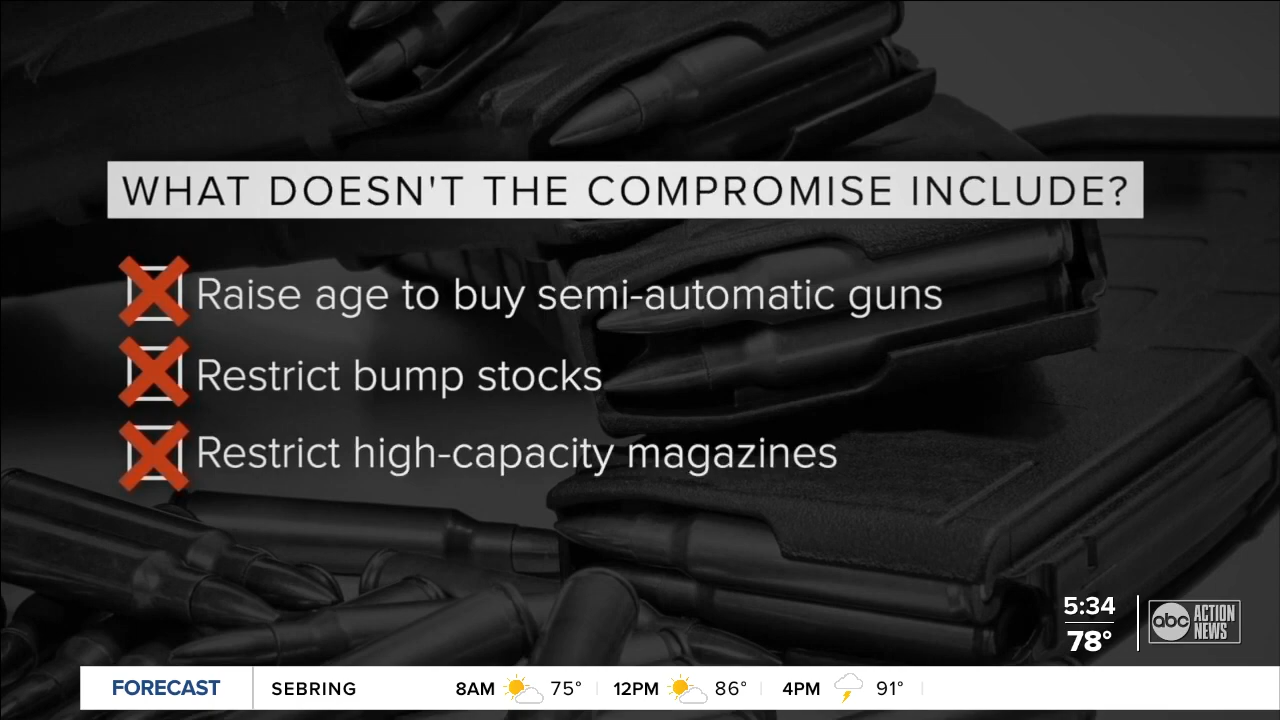 WHAT DOESN'T THE COMPROMISE INCLUDE?
Raise age to buy semi-automatic guns
Restrict bump stocks
Restrict high-capacity magazines
5:34
78°
abc ACTION NEWS
FORECAST SEBRING 8AM 75° 12PM 86° 4PM 91°